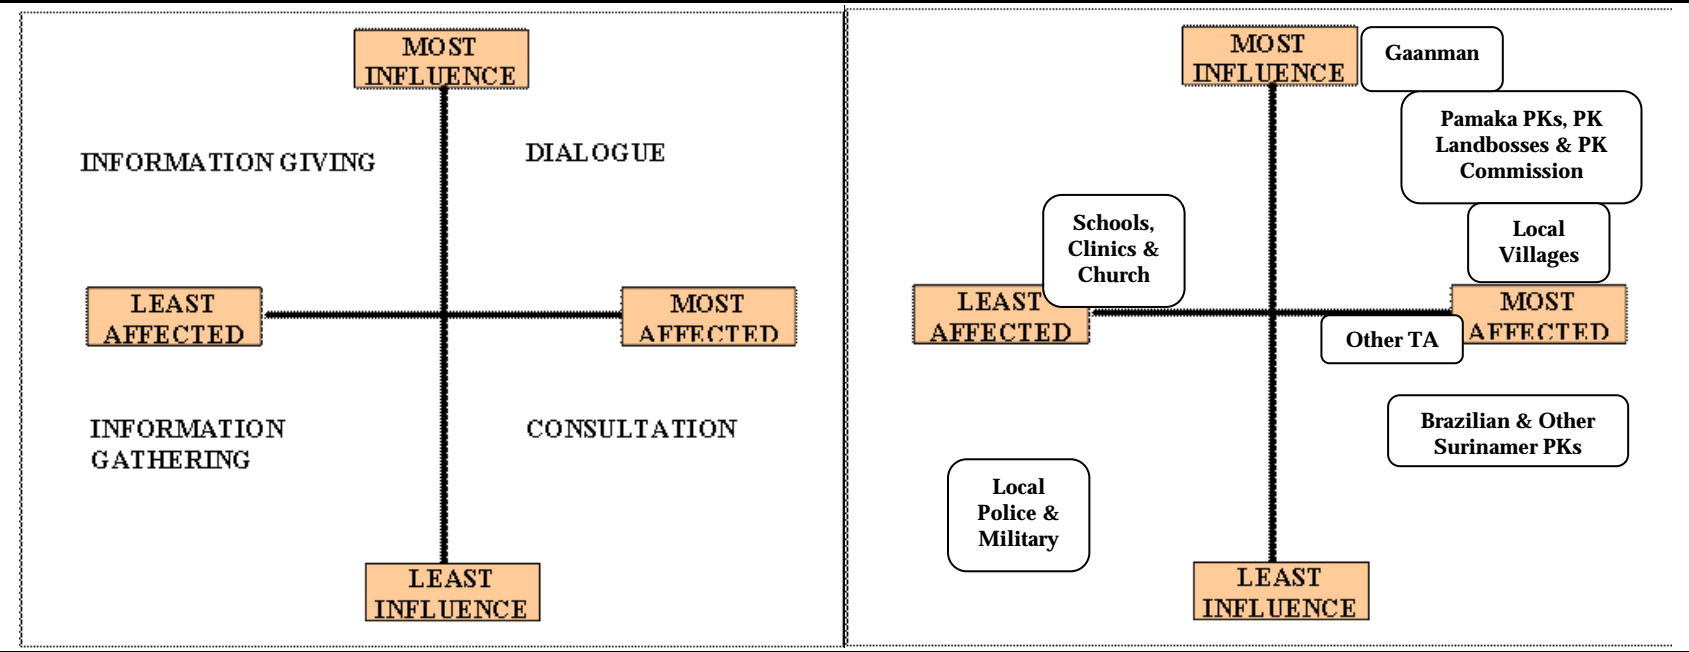 MOST
INFLUENCE
INFORMATION GIVING
DIALOGUE
LEAST
AFFECTED
MOST
AFFECTED
INFORMATION
GATHERING
CONSULTATION
LEAST
INFLUENCE
MOST
INFLUENCE
Gaanman
Pamaka PKs, PK
Landbosses & PK
Commission
Schools,
Clinics &
Church
Local
Villages
LEAST
AFFECTED
MOST
AFFECTED
Other TA
Brazilian & Other
Surinamer PKs
Local
Police &
Military
LEAST
INFLUENCE